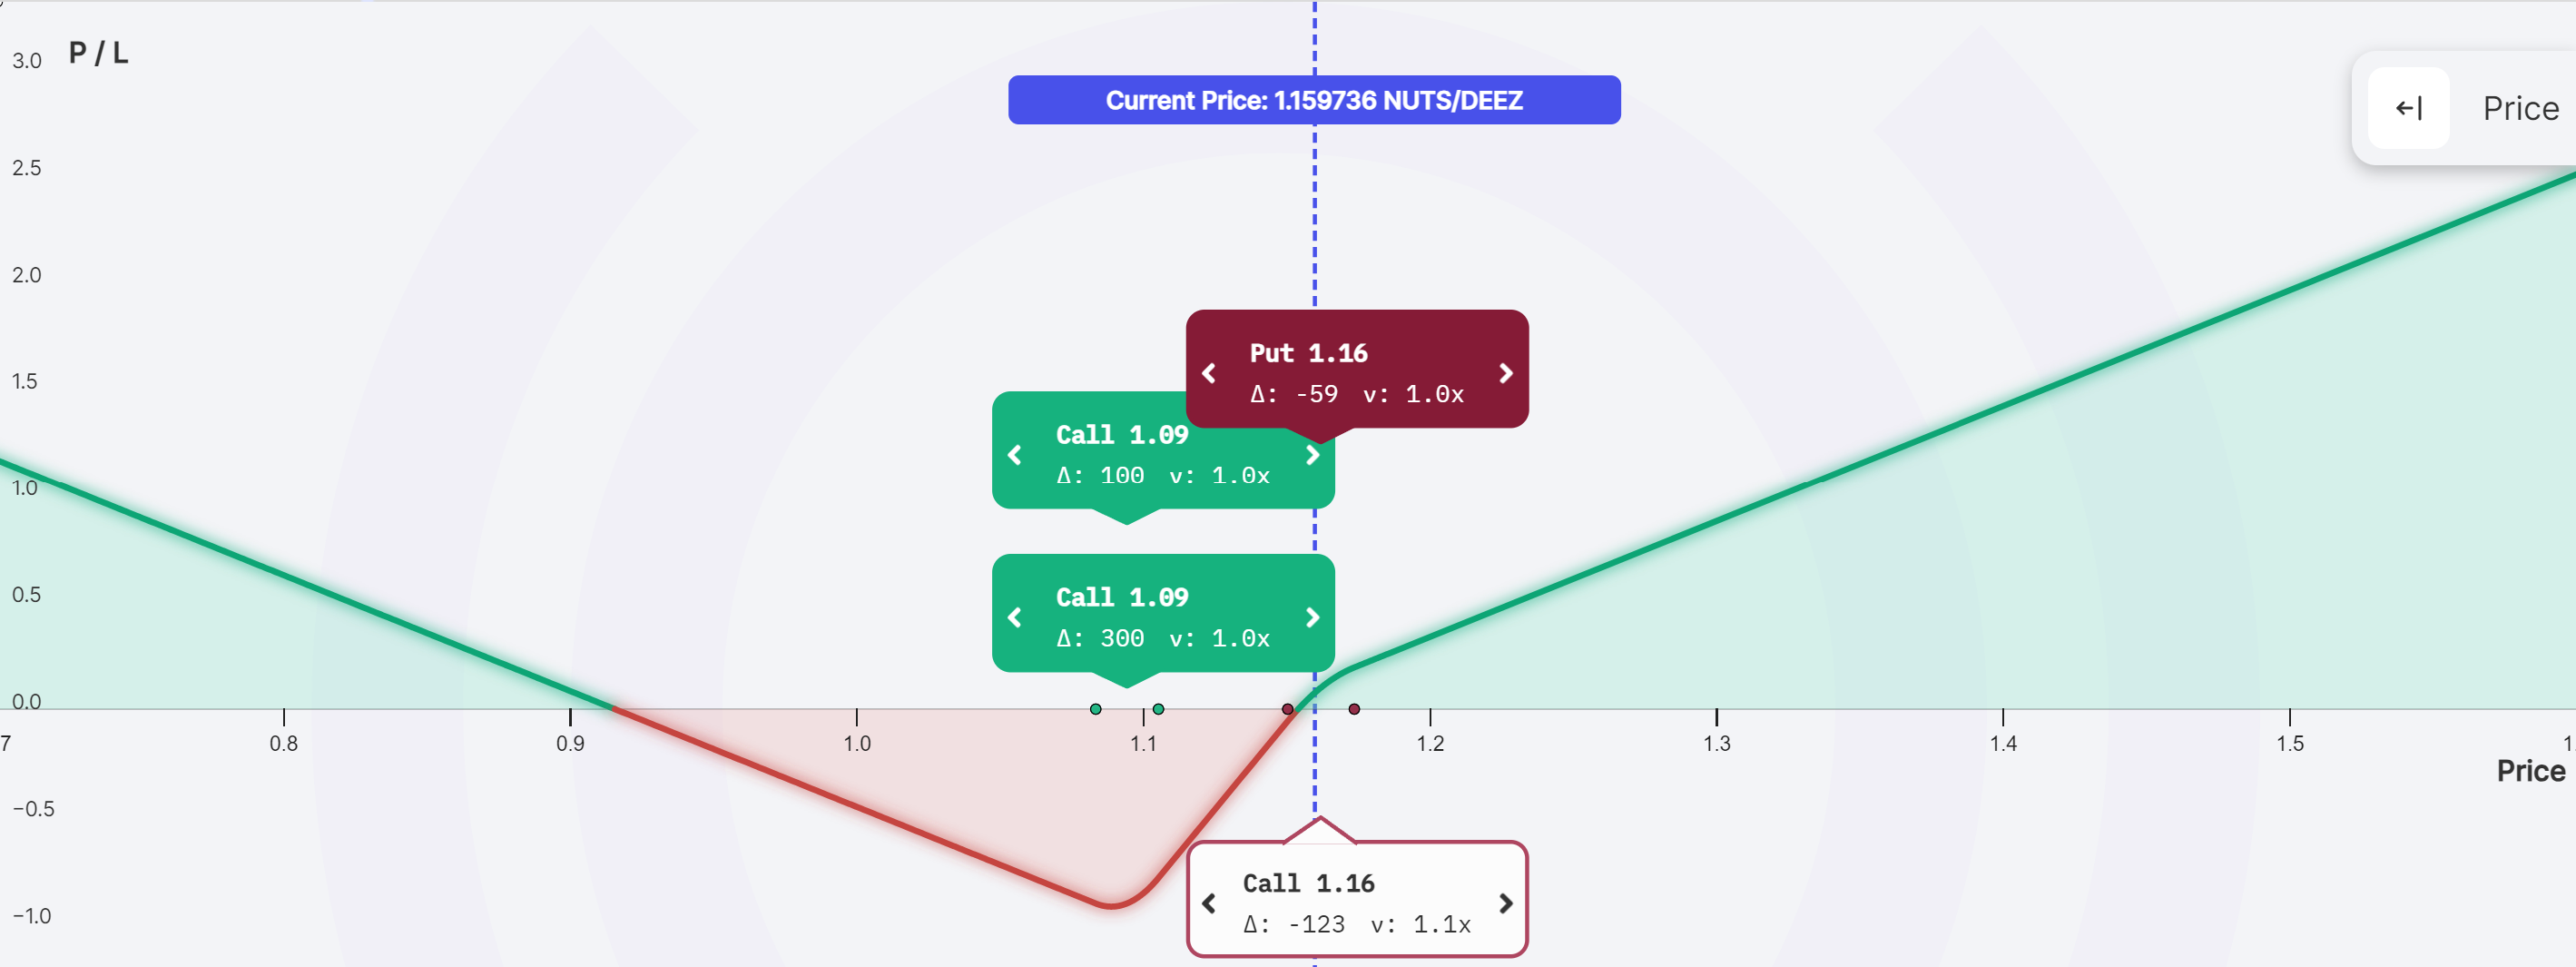 P / L
3.0
2.5
2.0
1.5
1.0
0.5
0.0
−0.5
−1.0
Current Price: 1.159736 NUTS/DEEZ
Price
Put 1.16
Δ: -59 ν: 1.0x
Call 1.09
Δ: 100 ν: 1.0x
Call 1.09
Δ: 300 ν: 1.0x
7 0.8 0.9 1.0 1.1 1.2 1.3 1.4 1.5 1.
Price
Call 1.16
Δ: -123 ν: 1.1x